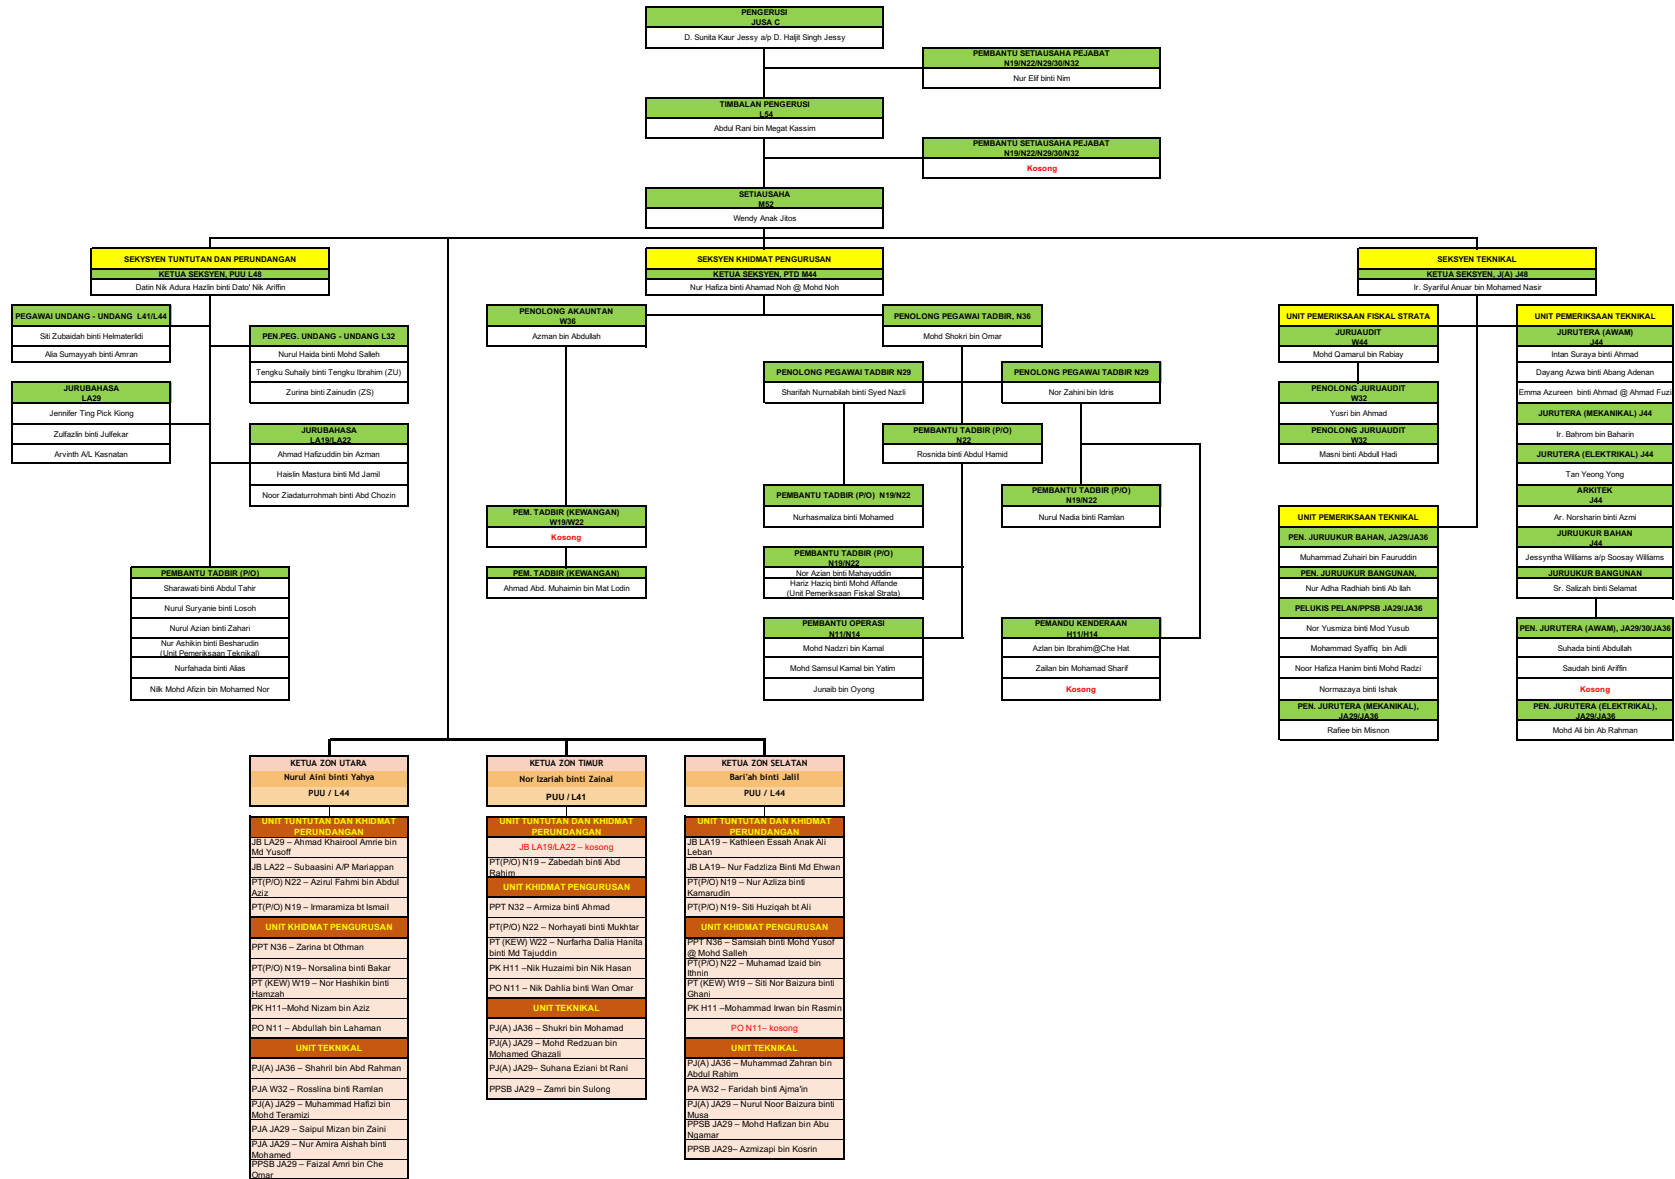 PENGERUSI
JUSA C
D. Sunita Kaur Jessy a/p D. Haljit Singh Jessy
PEMBANTU SETIAUSAHA PEJABAT
N19/N22/N29/30/N32
Nur Elif binti Nim
TIMBALAN PENGERUSI
L54
Abdul Rani bin Megat Kassim
PEMBANTU SETIAUSAHA PEJABAT
N19/N22/N29/30/N32
Kosong
SETIAUSAHA
M52
Wendy Anak Jitos
SEKYSYEN TUNTUTAN DAN PERUNDANGAN
KETUA SEKSYEN, PUU L48
Datin Nik Adura Hazlin binti Dato' Nik Ariffin
PEGAWAI UNDANG - UNDANG L41/L44
Siti Zubaidah binti Helmaterlidi
Alia Sumayyah binti Amran
PEN.PEG. UNDANG - UNDANG L32
Nurul Haida binti Mohd Salleh
Tengku Suhaily binti Tengku Ibrahim (ZU)
Zurina binti Zainudin (ZS)
JURUBAHASA
LA29
Jennifer Ting Pick Kiong
Zulfazlin binti Julfekar
Arvinth A/L Kasnatan
JURUBAHASA
LA19/LA22
Ahmad Hafizuddin bin Azman
Haislin Mastura binti Md Jamil
Noor Ziadaturrohmah binti Abd Chozin
PEMBANTU TADBIR (P/O)
Sharawati binti Abdul Tahir
Nurul Suryanie binti Losoh
Nurul Azian binti Zahari
Nur Ashikin binti Besharudin
(Unit Pemeriksaan Teknikal)
Nurfahada binti Alias
Nilk Mohd Afizin bin Mohamed Nor
SEKSYEN KHIDMAT PENGURUSAN
KETUA SEKSYEN, PTD M44
Nur Hafiza binti Ahamad Noh @ Mohd Noh
PENOLONG AKAUNTAN
W36
Azman bin Abdullah
PENOLONG PEGAWAI TADBIR, N36
Mohd Shokri bin Omar
PENOLONG PEGAWAI TADBIR N29
Sharifah Nurnabilah binti Syed Nazli
PENOLONG PEGAWAI TADBIR N29
Nor Zahini bin Idris
PEMBANTU TADBIR (P/O)
N22
Rosnida binti Abdul Hamid
PEM. TADBIR (KEWANGAN)
W19/W22
Kosong
PEM. TADBIR (KEWANGAN)
Ahmad Abd. Muhaimin bin Mat Lodin
PEMBANTU TADBIR (P/O) N19/N22
Nurhasmaliza binti Mohamed
PEMBANTU TADBIR (P/O)
N19/N22
Nurul Nadia binti Ramlan
PEMBANTU TADBIR (P/O)
N19/N22
Nor Azian binti Mahayuddin
Hariz Haziq binti Mohd Affande
(Unit Pemeriksaan Fiskal Strata)
PEMBANTU OPERASI
N11/N14
Mohd Nadzri bin Kamal
Mohd Samsul Kamal bin Yatim
Junaib bin Oyong
PEMANDU KENDERAAN
H11/H14
Azlan bin Ibrahim@Che Hat
Zailan bin Mohamad Sharif
Kosong
SEKSYEN TEKNIKAL
KETUA SEKSYEN, J(A) J48
Ir. Syariful Anuar bin Mohamed Nasir
UNIT PEMERIKSAAN FISKAL STRATA
JURUAUDIT
W44
Mohd Qamarul bin Rabiay
PENOLONG JURUAUDIT
W32
Yusri bin Ahmad
PENOLONG JURUAUDIT
W32
Masni binti Abdull Hadi
UNIT PEMERIKSAAN TEKNIKAL
PEN. JURUUKUR BAHAN, JA29/JA36
Muhammad Zuhairi bin Fauruddin
PEN. JURUUKUR BANGUNAN,
Nur Adha Radhiah binti Ab llah
PELUKIS PELAN/PPSB JA29/JA36
Nor Yusmiza binti Mod Yusub
Mohammad Syaffiq bin Adli
Noor Hafiza Hanim binti Mohd Radzi
Normazaya binti Ishak
PEN. JURUTERA (MEKANIKAL),
JA29/JA36
Rafiee bin Misnon
UNIT PEMERIKSAAN TEKNIKAL
JURUTERA (AWAM)
J44
Intan Suraya binti Ahmad
Dayang Azwa binti Abang Adenan
Emma Azureen binti Ahmad @ Ahmad Fuzi
JURUTERA (MEKANIKAL) J44
Ir. Bahrom bin Baharin
JURUTERA (ELEKTRIKAL) J44
Tan Yeong Yong
ARKITEK
J44
Ar. Norsharin binti Azmi
JURUUKUR BAHAN
J44
Jessyntha Williams a/p Soosay Williams
JURUUKUR BANGUNAN
Sr. Salizah binti Selamat
PEN. JURUTERA (AWAM), JA29/30/JA36
Suhada binti Abdullah
Saudah binti Ariffin
Kosong
PEN. JURUTERA (ELEKTRIKAL),
JA29/JA36
Mohd Ali bin Ab Rahman
KETUA ZON UTARA
Nurul Aini binti Yahya
PUU / L44
UNIT TUNTUTAN DAN KHIDMAT
PERUNDANGAN
JB LA29 – Ahmad Khairool Amrie bin
Md Yusoff
JB LA22 – Subaasini A/P Mariappan
PT(P/O) N22 – Azirul Fahmi bin Abdul
Aziz
PT(P/O) N19 – Irmaramiza bt Ismail
UNIT KHIDMAT PENGURUSAN
PPT N36 – Zarina bt Othman
PT(P/O) N19– Norsalina binti Bakar
PT (KEW) W19 – Nor Hashikin binti
Hamzah
PK H11–Mohd Nizam bin Aziz
PO N11 – Abdullah bin Lahaman
UNIT TEKNIKAL
PJ(A) JA36 – Shahril bin Abd Rahman
PJA W32 – Rosslina binti Ramlan
PJ(A) JA29 – Muhammad Hafizi bin
Mohd Teramizi
PJA JA29 – Saipul Mizan bin Zaini
PJA JA29 – Nur Amira Aishah binti
Mohamed
PPSB JA29 – Faizal Amri bin Che
Omar
KETUA ZON TIMUR
Nor Izariah binti Zainal
PUU / L41
UNIT TUNTUTAN DAN KHIDMAT
PERUNDANGAN
JB LA19/LA22 – kosong
PT(P/O) N19 – Zabedah binti Abd
Rahim
UNIT KHIDMAT PENGURUSAN
PPT N32 – Armiza binti Ahmad
PT(P/O) N22 – Norhayati binti Mukhtar
PT (KEW) W22 – Nurfarha Dalia Hanita
binti Md Tajuddin
PK H11 –Nik Huzaimi bin Nik Hasan
PO N11 – Nik Dahlia binti Wan Omar
UNIT TEKNIKAL
PJ(A) JA36 – Shukri bin Mohamad
PJ(A) JA29 – Mohd Redzuan bin
Mohamed Ghazali
PJ(A) JA29– Suhana Eziani bt Rani
PPSB JA29 – Zamri bin Sulong
KETUA ZON SELATAN
Bari'ah binti Jalil
PUU / L44
UNIT TUNTUTAN DAN KHIDMAT
PERUNDANGAN
JB LA19 – Kathleen Essah Anak Ali
Leban
JB LA19– Nur Fadzliza Binti Md Ehwan
PT(P/O) N19 – Nur Azliza binti
Kamarudin
PT(P/O) N19- Siti Huziqah bt Ali
UNIT KHIDMAT PENGURUSAN
PPT N36 – Samsiah binti Mohd Yusof
@ Mohd Salleh
PT(P/O) N22 – Muhamad Izaid bin
Ithnin
PT (KEW) W19 – Siti Nor Baizura binti
Ghani
PK H11 –Mohammad Irwan bin Rasmin
PO N11– kosong
UNIT TEKNIKAL
PJ(A) JA36 – Muhammad Zahran bin
Abdul Rahim
PA W32 – Faridah binti Ajma'in
PJ(A) JA29 – Nurul Noor Baizura binti
Musa
PPSB JA29 – Mohd Hafizan bin Abu
Ngamar
PPSB JA29– Azmizapi bin Kosrin